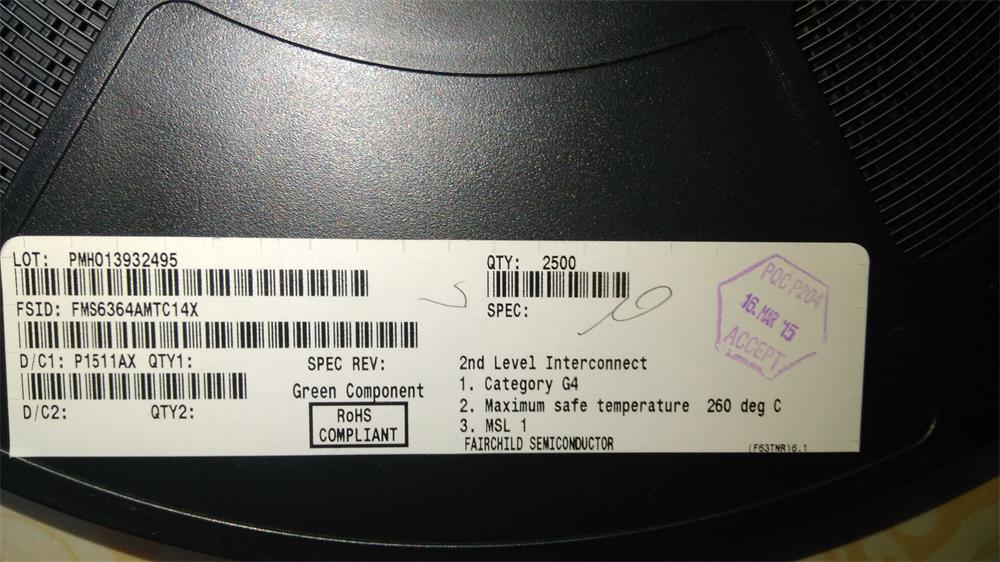 LOT: PMH013932495
QTY: 2500
FSID: FMS6364AMTC14X
SPEC:
D/C1: P1511AX QTY1:
SPEC REV:
D/C2: QTY2:
Green Component
RoHS
COMPLIANT
2nd Level Interconnect
1. Category G4
2. Maximum safe temperature 260 deg C
3. MSL 1
FAIRCHILD SEMICONDUCTOR
(F63TNR)6.1
PQC P204
16. MAR '15
ACCEPT